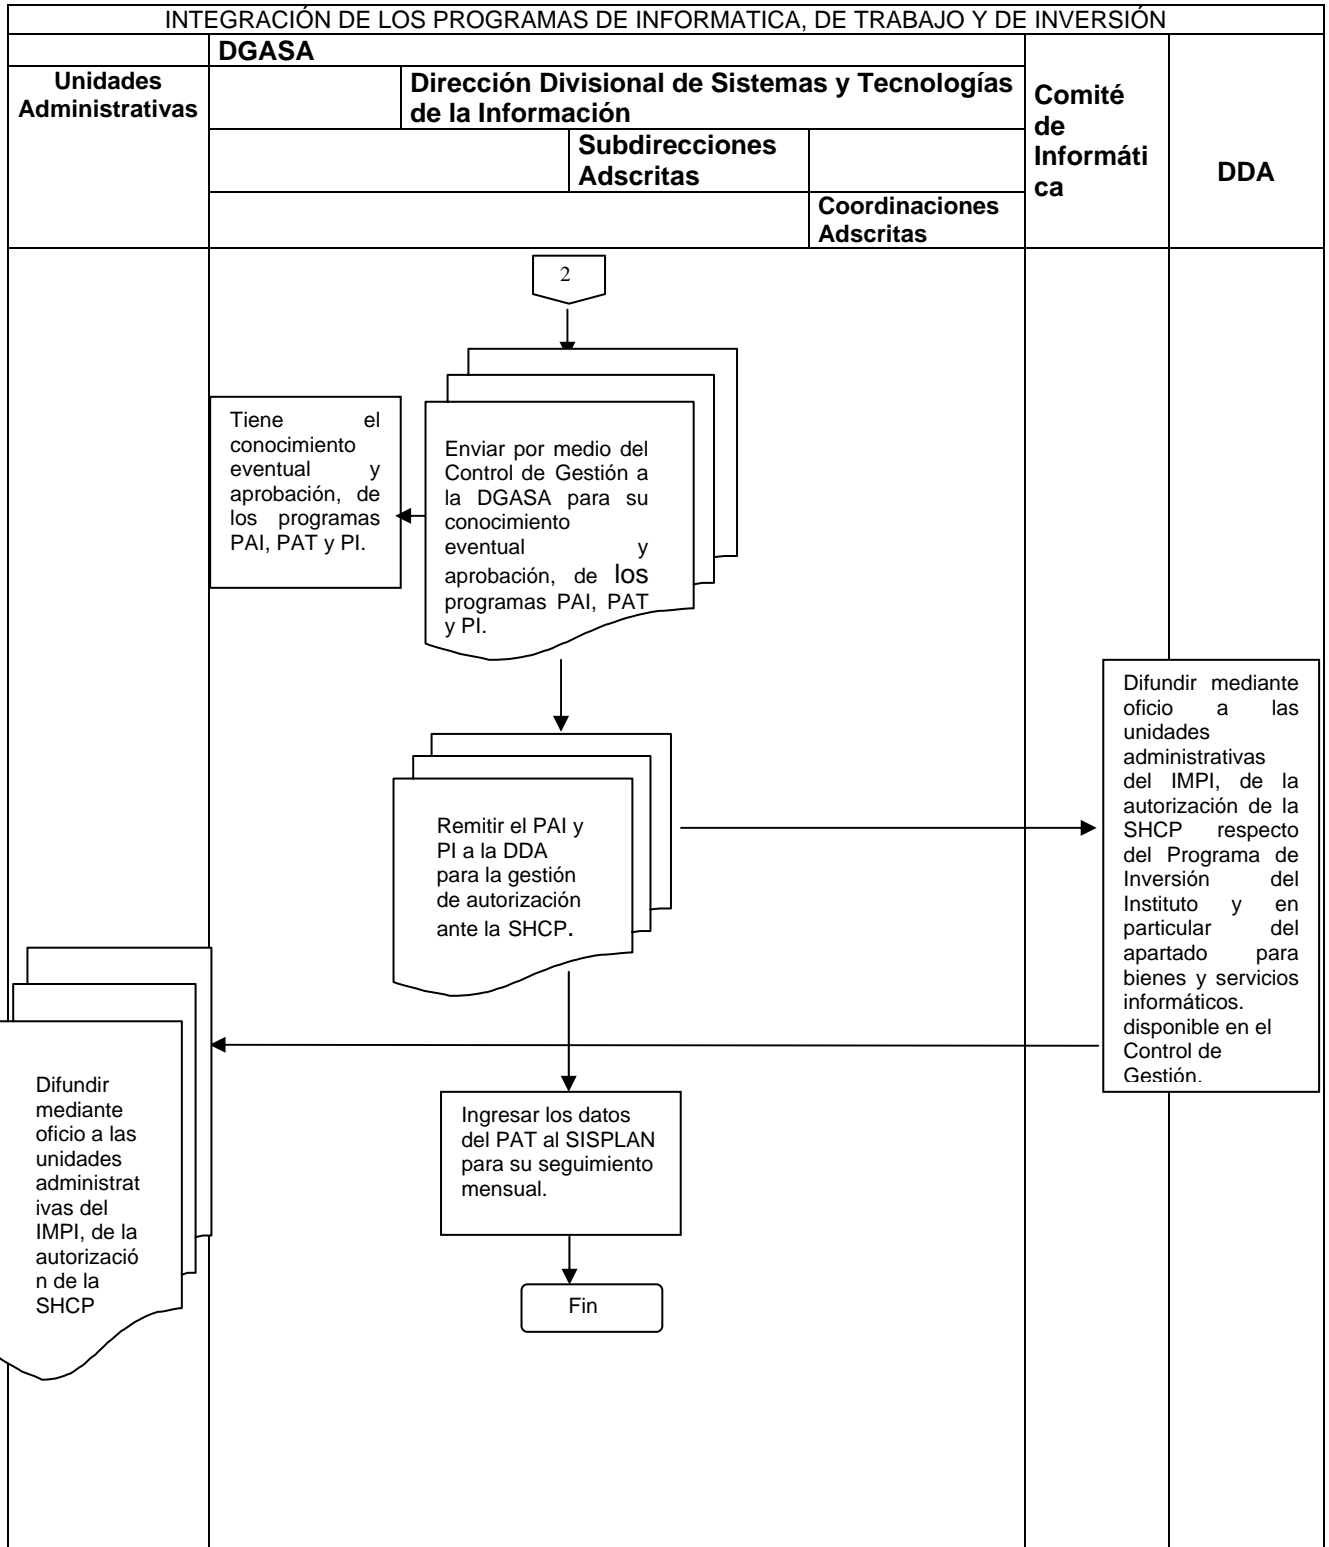 INTEGRACIÓN DE LOS PROGRAMAS DE INFORMATICA, DE TRABAJO Y DE INVERSIÓN
DGASA
Unidades
Administrativas
Dirección Divisional de Sistemas y Tecnologías
de la Información
Subdirecciones
Adscritas
Coordinaciones
Adscritas
Comité
de
Informáti
ca
DDA
2
Tiene el
conocimiento
eventual y
aprobación, de
los programas
PAI, PAT y PI.
Enviar por medio del
Control de Gestión a
la DGASA para su
conocimiento
eventual y
aprobación, de los
programas PAI, PAT
y PI.
Remitir el PAI y
PI a la DDA
para la gestión
de autorización
ante la SHCP.
Difundir mediante
oficio a las
unidades
administrativas
del IMPI, de la
autorización de la
SHCP respecto
del Programa de
Inversión del
Instituto y en
particular del
apartado para
bienes y servicios
informáticos.
disponible en el
Control de
Gestión.
Difundir
mediante
oficio a las
unidades
administrat
ivas del
IMPI, de la
autorizació
n de la
SHCP
Ingresar los datos
del PAT al SISPLAN
para su seguimiento
mensual.
Fin